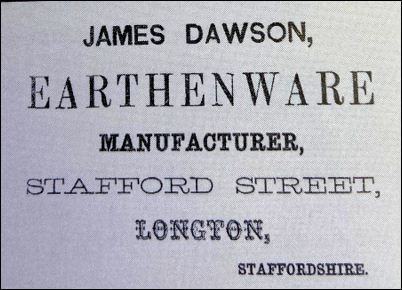 JAMES DAWSON,
EARTHENWARE
MANUFACTURER,
STAFFORD STREET,
LONGTON,
STAFFORDSHIRE.